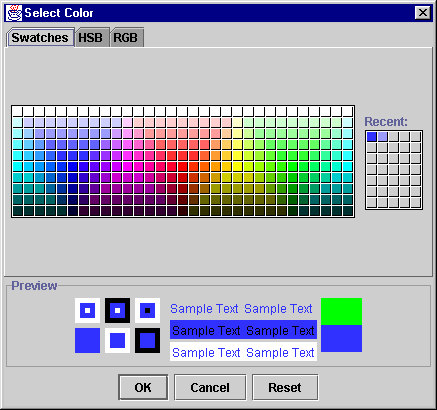 Select Color
Swatches HSB RGB
Recent:
Preview
Sample Text Sample Text
Sample Text Sample Text
Sample Text Sample Text
OK Cancel Reset